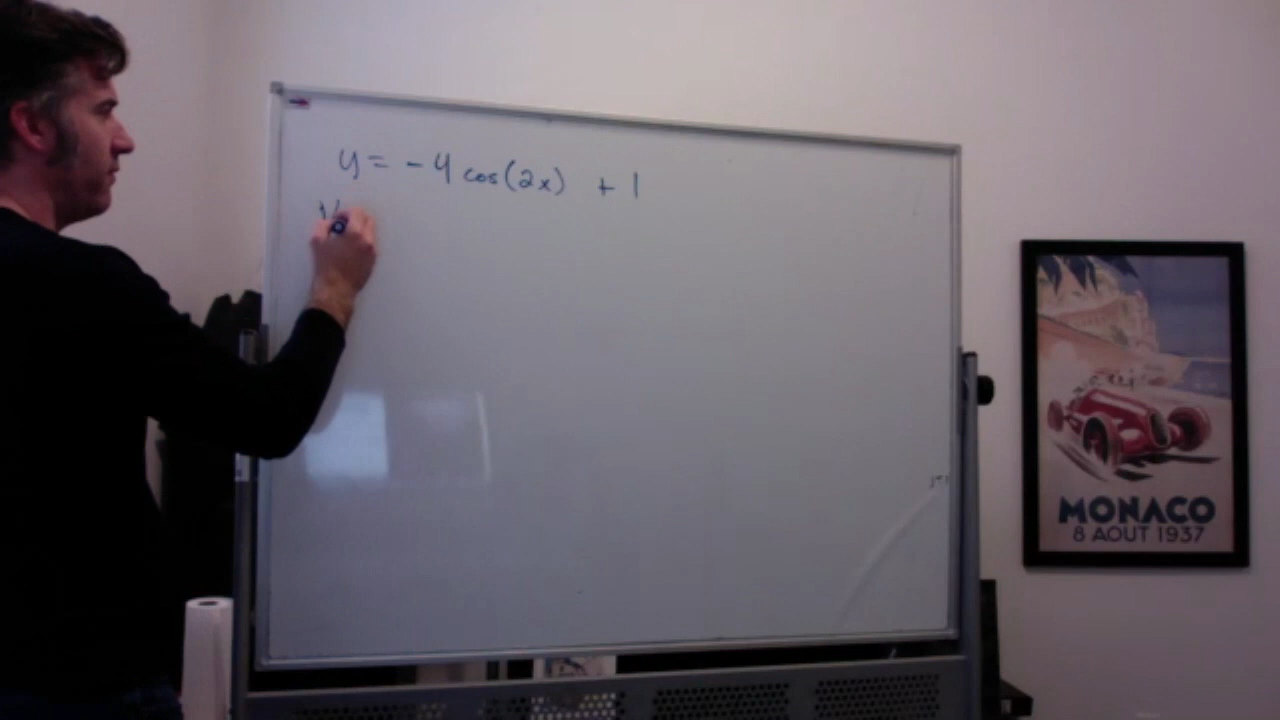 y = -4 cos(2x) + 1
MONACO
8 AOUT 1937